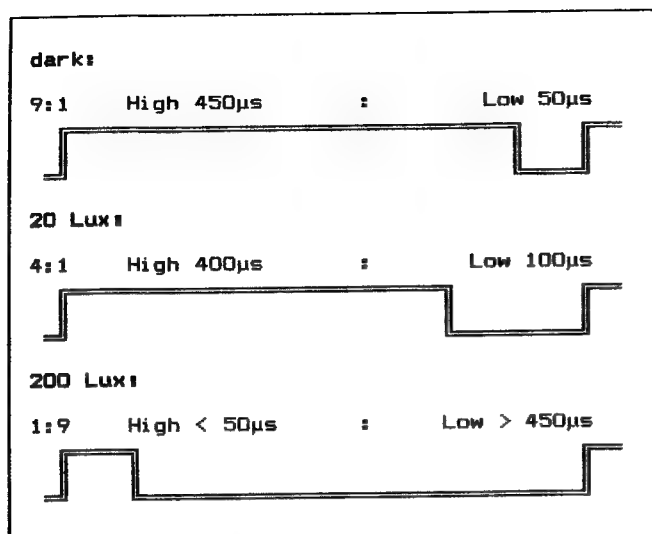 dark:
9:1 High 450µs : Low 50µs
20 Lux:
4:1 High 400µs : Low 100µs
200 Lux:
1:9 High < 50µs : Low > 450µs